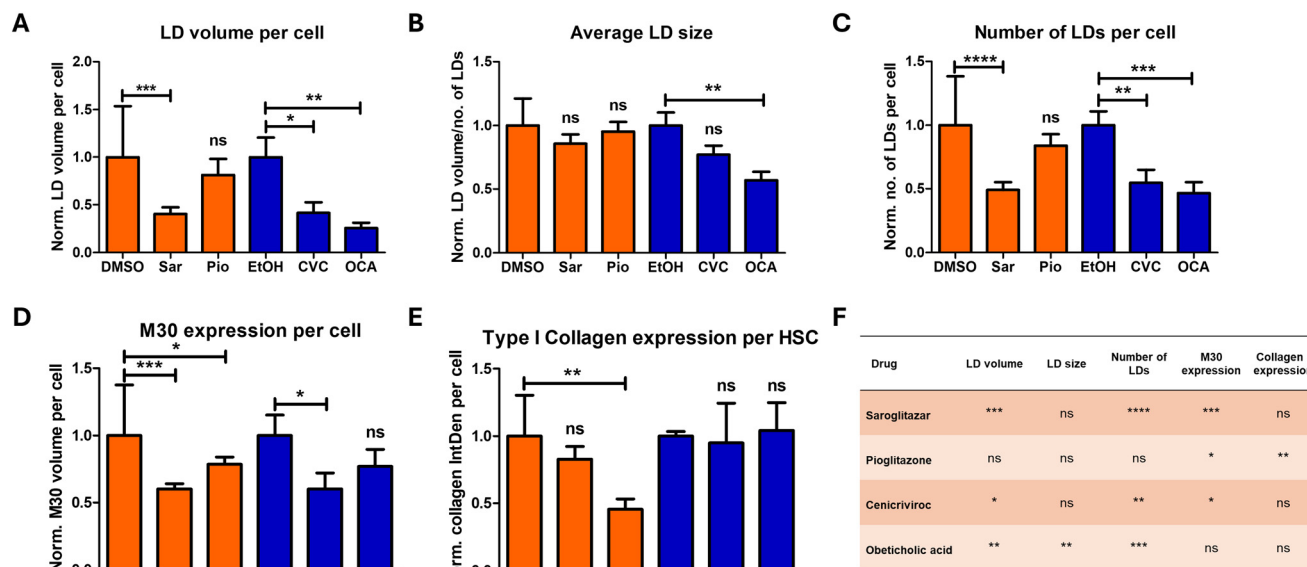 A
LD volume per cell
Norm. LD volume per cell
2.0
1.5
1.0
0.5
0.0
***
ns
**
*
DMSO Sar Pio EtOH CVC OCA
B
Average LD size
Norm. LD volume/no. of LDs
1.5
1.0
0.5
0.0
ns
ns
**
ns
DMSO Sar Pio EtOH CVC OCA
C
Number of LDs per cell
Norm. no. of LDs per cell
1.5
1.0
0.5
0.0
****
ns
***
**
DMSO Sar Pio EtOH CVC OCA
D
M30 expression per cell
Norm. M30 volume per cell
1.5
1.0
0.5
*
***
*
ns
E
Type I Collagen expression per HSC
collagen IntDen per cell
1.5
1.0
0.5
**
ns
ns
ns
F
Drug LD volume LD size Number of LDs M30 expression Collagen
Saroglitazar *** ns **** *** ns
Pioglitazone ns ns ns * **
Cenicriviroc * ns ** * ns
Obeticholic acid ** ** *** ns ns